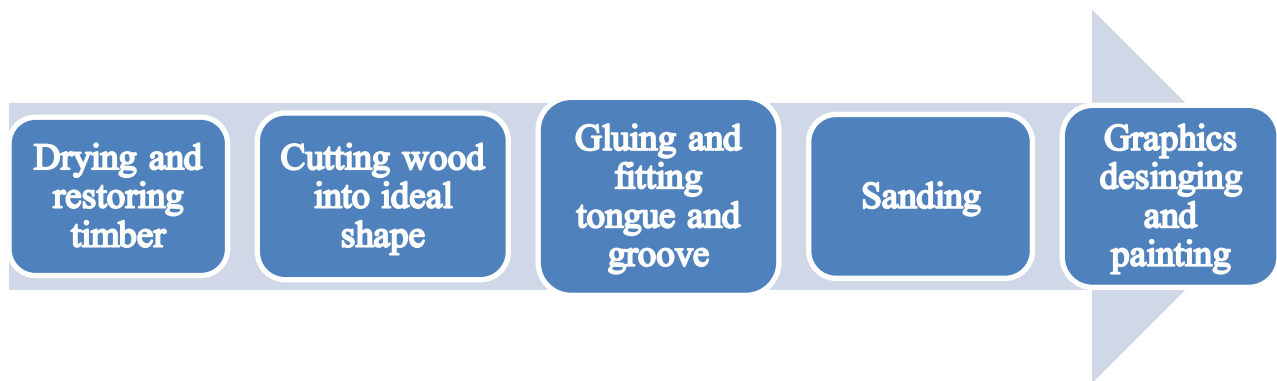 Drying and
restoring
timber
Cutting wood
into ideal
shape
Gluing and
fitting
tongue and
groove
Sanding
Graphics
desinging
and
painting